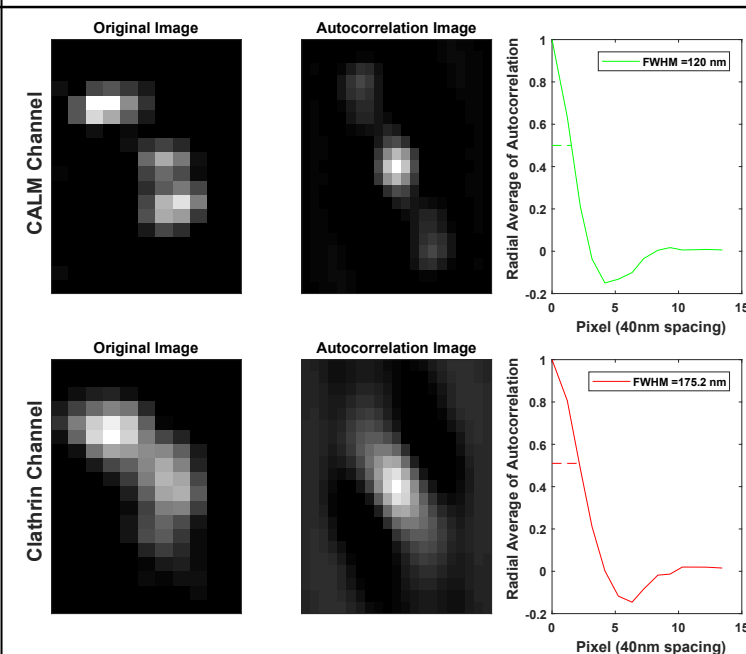 Original Image
Autocorrelation Image
CALM Channel
Radial Average of Autocorrelation
1
0.8
0.6
0.4
0.2
0
-0.2
FWHM =120 nm
0 5 10 15
Pixel (40nm spacing)
Original Image
Autocorrelation Image
Clathrin Channel
Radial Average of Autocorrelation
1
0.8
0.6
0.4
0.2
0
-0.2
FWHM =175.2 nm
0 5 10 15
Pixel (40nm spacing)